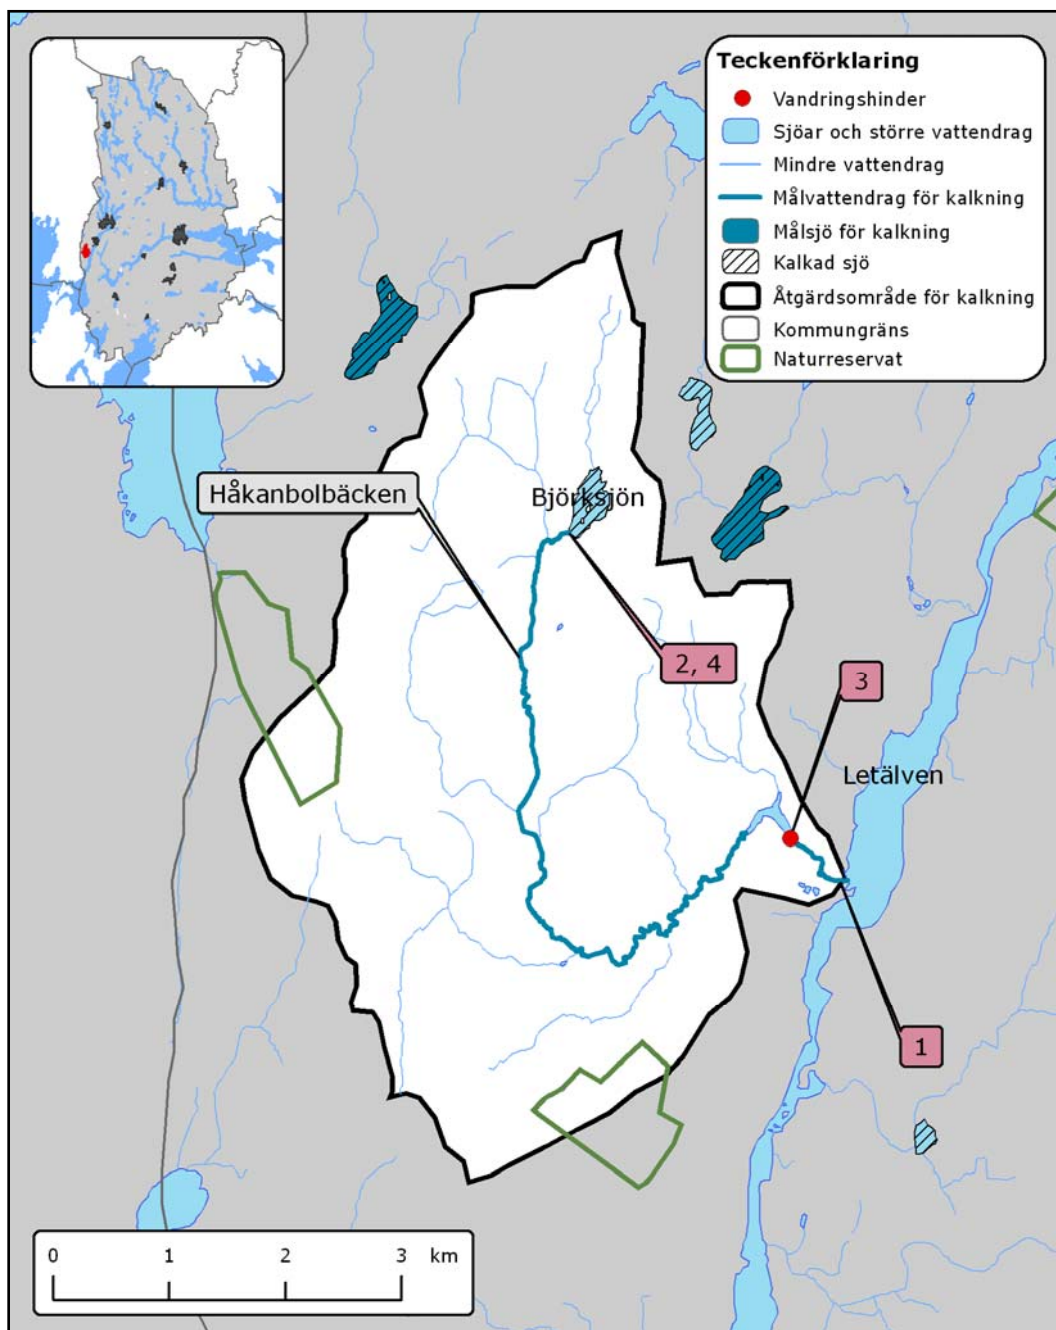 Teckenförklaring
Vandringshinder
Sjöar och större vattendrag
Mindre vattendrag
Målvattendrag för kalkning
Målsjö för kalkning
Kalkad sjö
Åtgärdsområde för kalkning
Kommungräns
Naturreservat
Håkanbolbäcken
Björksjön
2, 4
3
Letälven
1
0 1 2 3 km